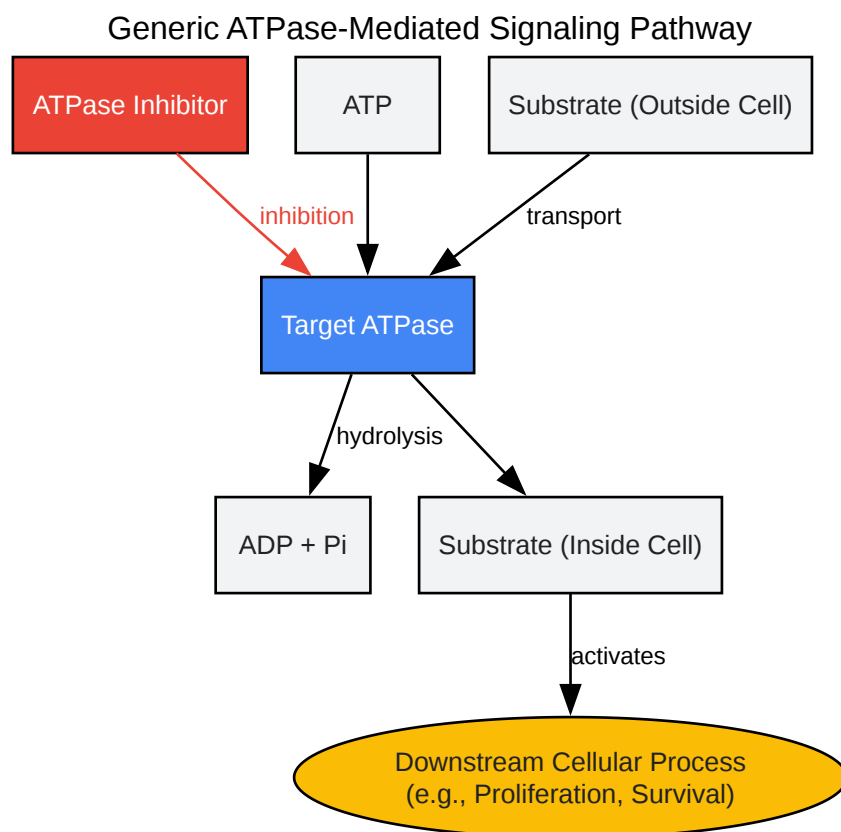 Generic ATPase-Mediated Signaling Pathway
ATPase Inhibitor
ATP
Substrate (Outside Cell)
inhibition
transport
Target ATPase
hydrolysis
ADP + Pi
Substrate (Inside Cell)
activates
Downstream Cellular Process
(e.g., Proliferation, Survival)